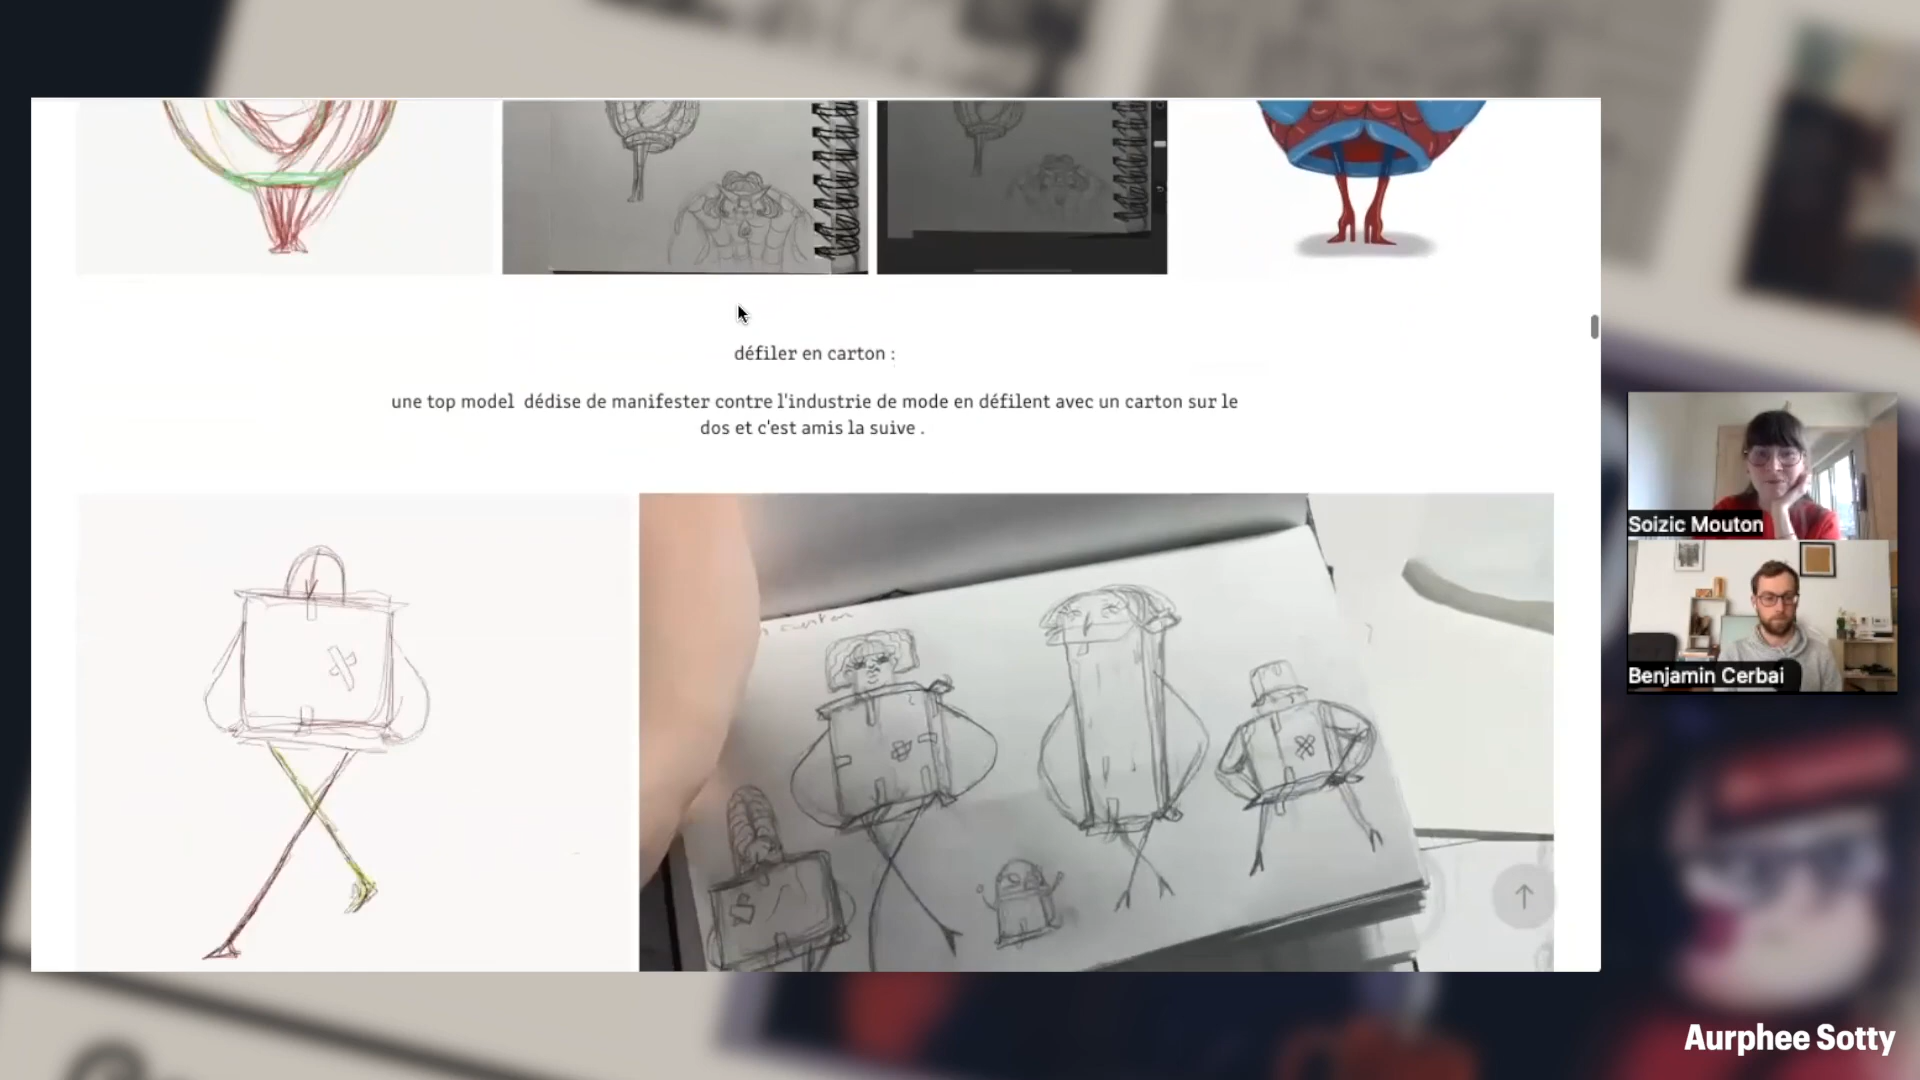 défiler en carton :
une top model dédise de manifester contre l'industrie de mode en défilent avec un carton sur le
dos et c'est amis la suive .
Soizic Mouton
Benjamin Cerbai
Aurphee Sotty